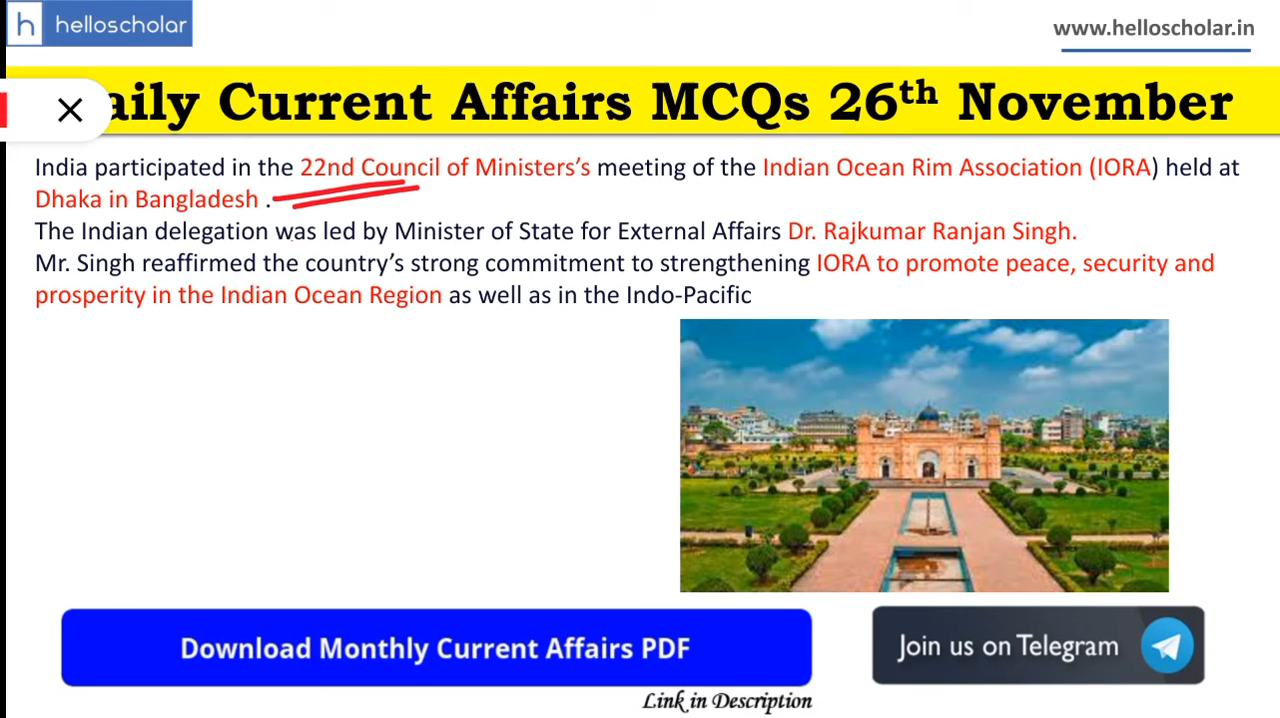 h helloscholar
www.helloscholar.in
aily Current Affairs MCQs 26th November
India participated in the 22nd Council of Ministers's meeting of the Indian Ocean Rim Association (IORA) held at
Dhaka in Bangladesh .
The Indian delegation was led by Minister of State for External Affairs Dr. Rajkumar Ranjan Singh.
Mr. Singh reaffirmed the country's strong commitment to strengthening IORA to promote peace, security and
prosperity in the Indian Ocean Region as well as in the Indo-Pacific
Download Monthly Current Affairs PDF
Join us on Telegram
Link in Description